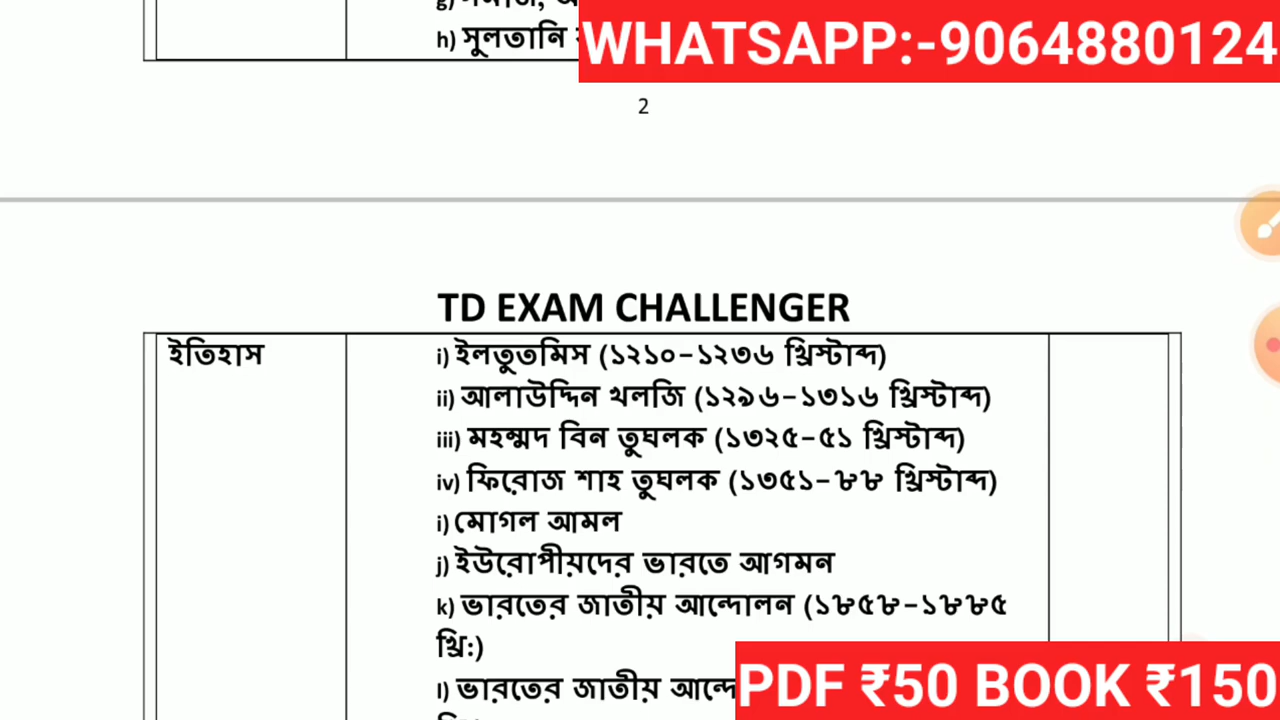 h) সুলতানি
WHATSAPP:-9064880124
2
TD EXAM CHALLENGER
ইতিহাস
i) ইলতুতমিস (১২১০-১২৩৬ খ্রিস্টাব্দ)
ii) আলাউদ্দিন খলজি (১২৯৬-১৩১৬ খ্রিস্টাব্দ)
iii) মহম্মদ বিন তুঘলক (১৩২৫-৫১ খ্রিস্টাব্দ)
iv) ফিরোজ শাহ তুঘলক (১৩৫১-৮৮ খ্রিস্টাব্দ)
i) মোগল আমল
j) ইউরোপীয়দের ভারতে আগমন
k) ভারতের জাতীয় আন্দোলন (১৮৫৮-১৮৮৫
খ্রি:)
l) ভারতের জাতীয়
PDF ₹50 BOOK ₹150